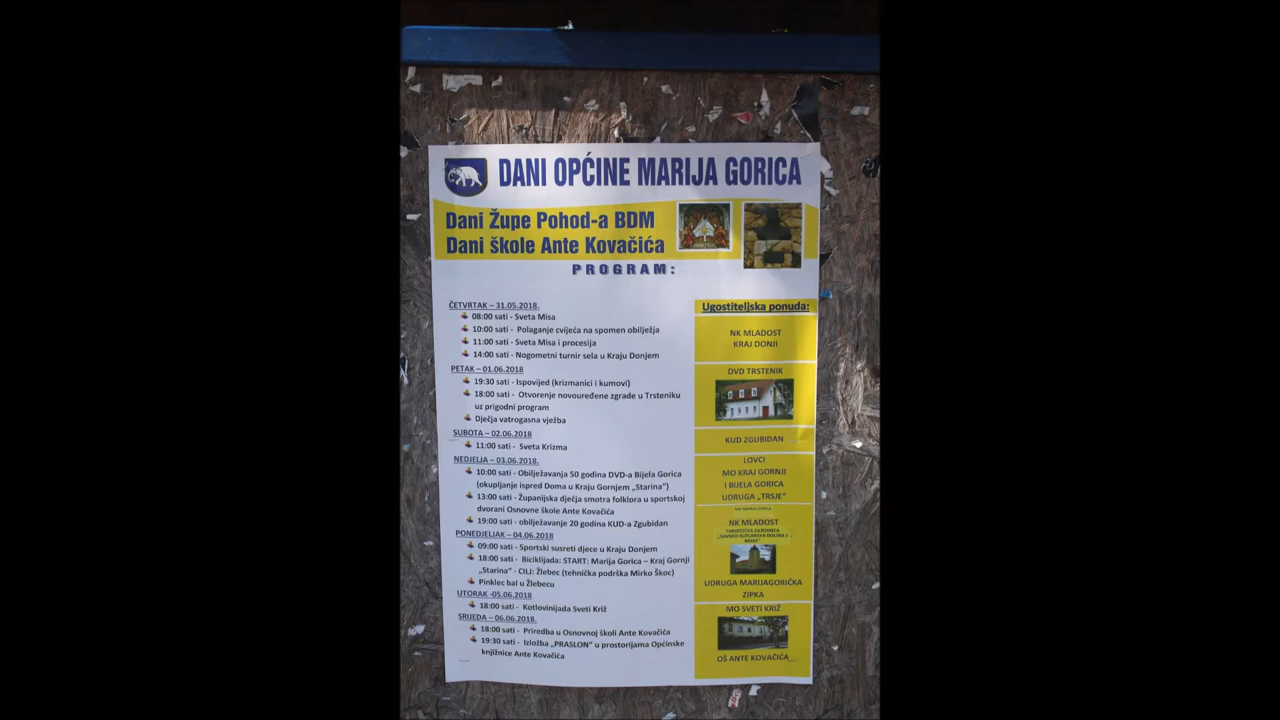 DANI OPĆINE MARIJA GORICA
Dani Župe Pohod-a BDM
Dani škole Ante Kovačića
PROGRAM:
ČETVRTAK – 31.05.2018.
08:00 sati - Sveta Misa
10:00 sati - Polaganje cvijeća na spomen obilježja
11:00 sati - Sveta Misa i procesija
14:00 sati - Nogometni turnir sela u Kraju Donjem
PETAK – 01.06.2018
19:30 sati - Ispovijed (krizmanici i kumovi)
18:00 sati - Otvorenje novouređene zgrade u Trsteniku
uz prigodni program
Dječja vatrogasna vježba
SUBOTA – 02.06.2018
11:00 sati - Sveta Krizma
NEDJELJA – 03.06.2018.
10:00 sati - Obilježavanja 50 godina DVD-a Bijela Gorica
(okupljanje ispred Doma u Kraju Gornjem „Starina")
13:00 sati - Županijska dječja smotra folklora u sportskoj
dvorani Osnovne škole Ante Kovačića
19:00 sati - obilježavanje 20 godina KUD-a Zgubidan
PONEDJELJAK – 04.06.2018
09:00 sati - Sportski susreti djece u Kraju Donjem
18:00 sati - Biciklijada: START: Marija Gorica – Kraj Gornji
„Starina" - CILJ: Žlebec (tehnička podrška Mirko Škoc)
Pinklec bal u Žlebecu
UTORAK -05.06.2018
18:00 sati - Kotlovinijada Sveti Križ
SRIJEDA – 06.06.2018
18:00 sati - Priredba u Osnovnoj školi Ante Kovačića
19:30 sati - Izložba „PRASLON" u prostorijama Općinske
knjižnice Ante Kovačića
Ugostiteljska ponuda:
NK MLADOST
KRAJ DONJI
DVD TRSTENIK
KUD ZGUBIDAN
LOVCI
MO KRAJ GORNJI
I BIJELA GORICA
UDRUGA „TRSJE"
MO MARIJA GORICA
NK MLADOST
TURISTIČKA ZAJEDNICA
UDRUGA MARIJAGORIČKA
ZIPKA
MO SVETI KRIŽ
OŠ ANTE KOVAČIĆA